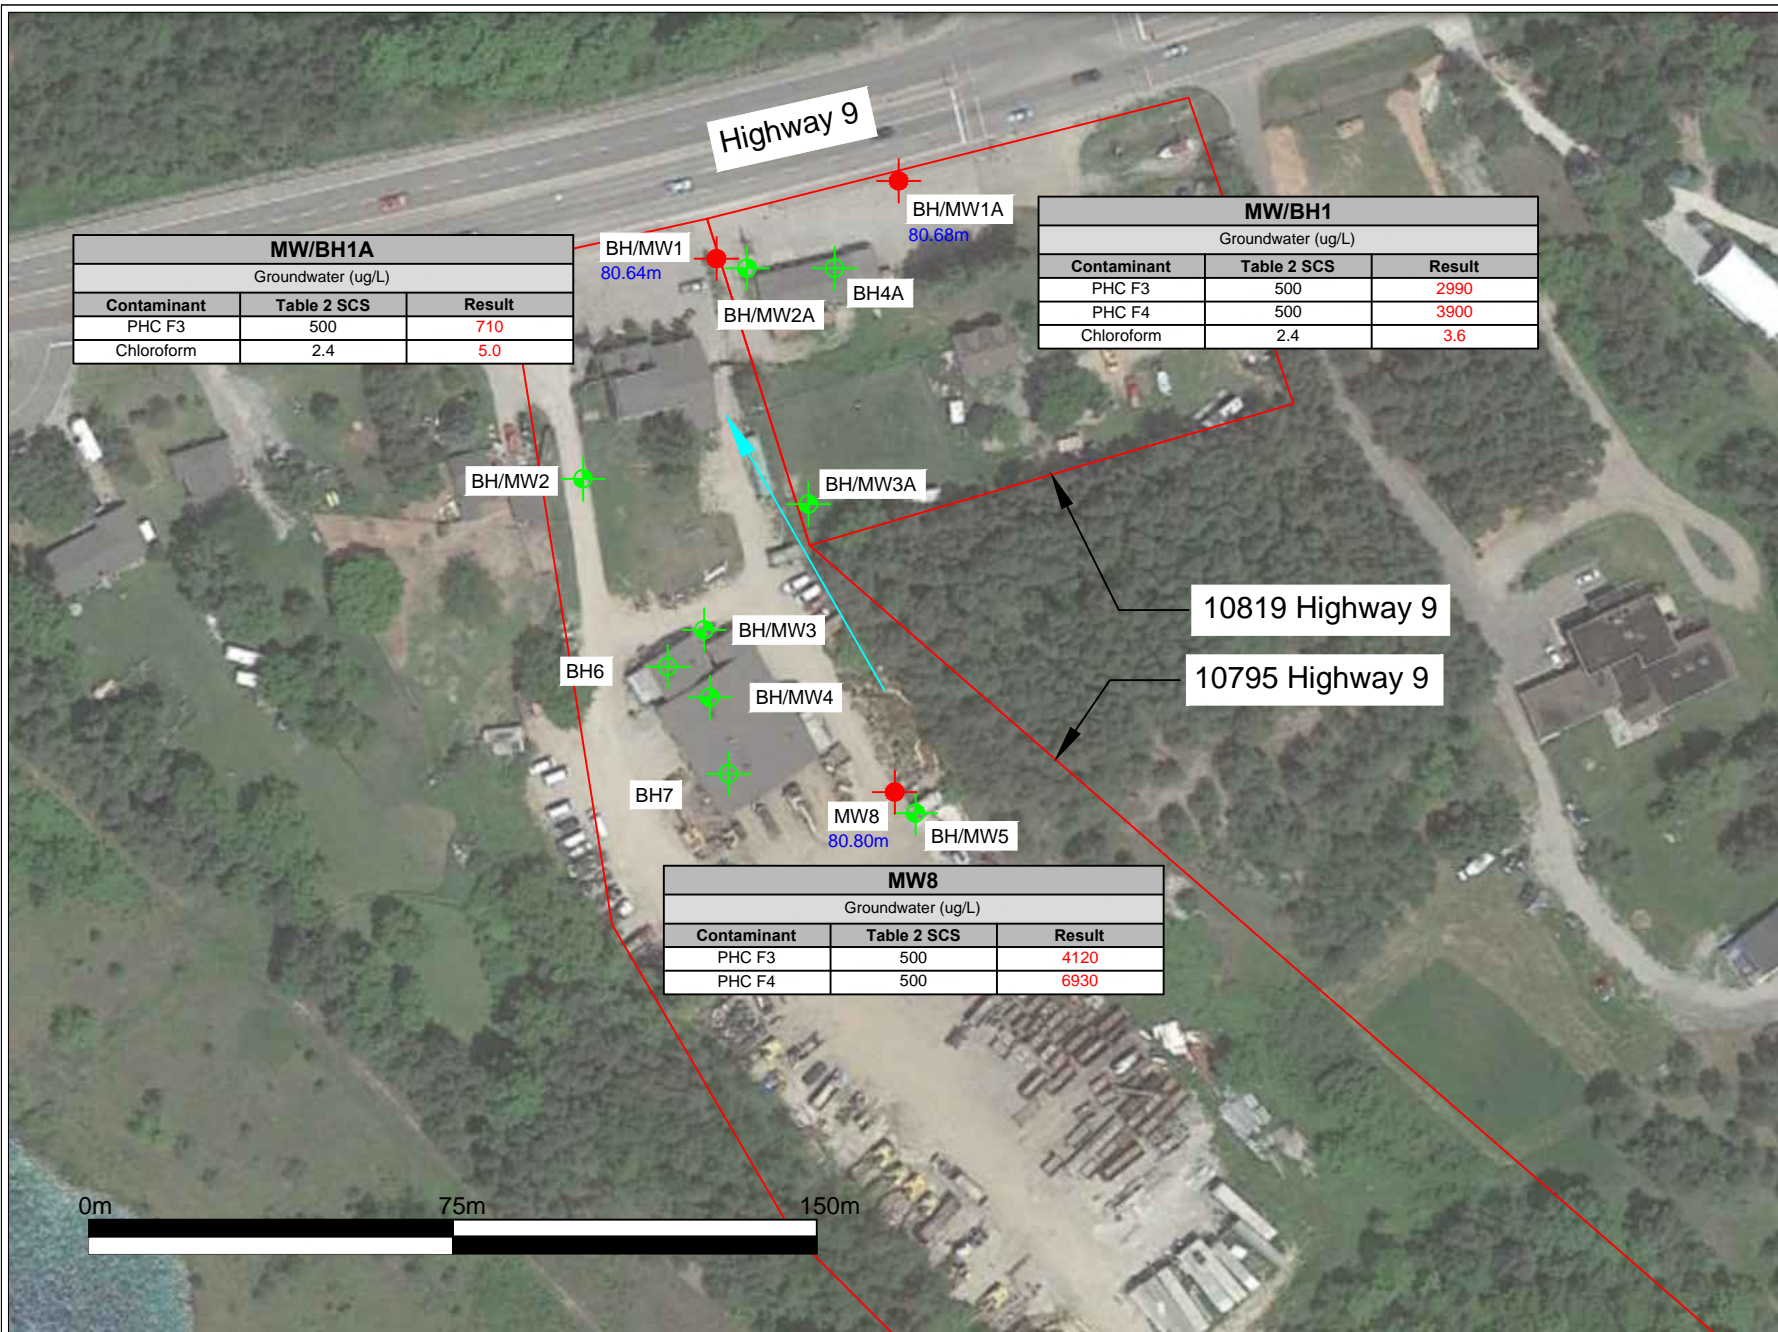 Highway 9
BH/MW1A
80.68m
BH/MW1
80.64m
BH/MW2A
BH4A
MW/BH1A
Groundwater (ug/L)
Contaminant Table 2 SCS Result
PHC F3 500 710
Chloroform 2.4 5.0
MW/BH1
Groundwater (ug/L)
Contaminant Table 2 SCS Result
PHC F3 500 2990
PHC F4 500 3900
Chloroform 2.4 3.6
BH/MW2
BH/MW3A
10819 Highway 9
10795 Highway 9
BH/MW3
BH6
BH/MW4
BH7
MW8
80.80m
BH/MW5
MW8
Groundwater (ug/L)
Contaminant Table 2 SCS Result
PHC F3 500 4120
PHC F4 500 6930
0m 75m 150m